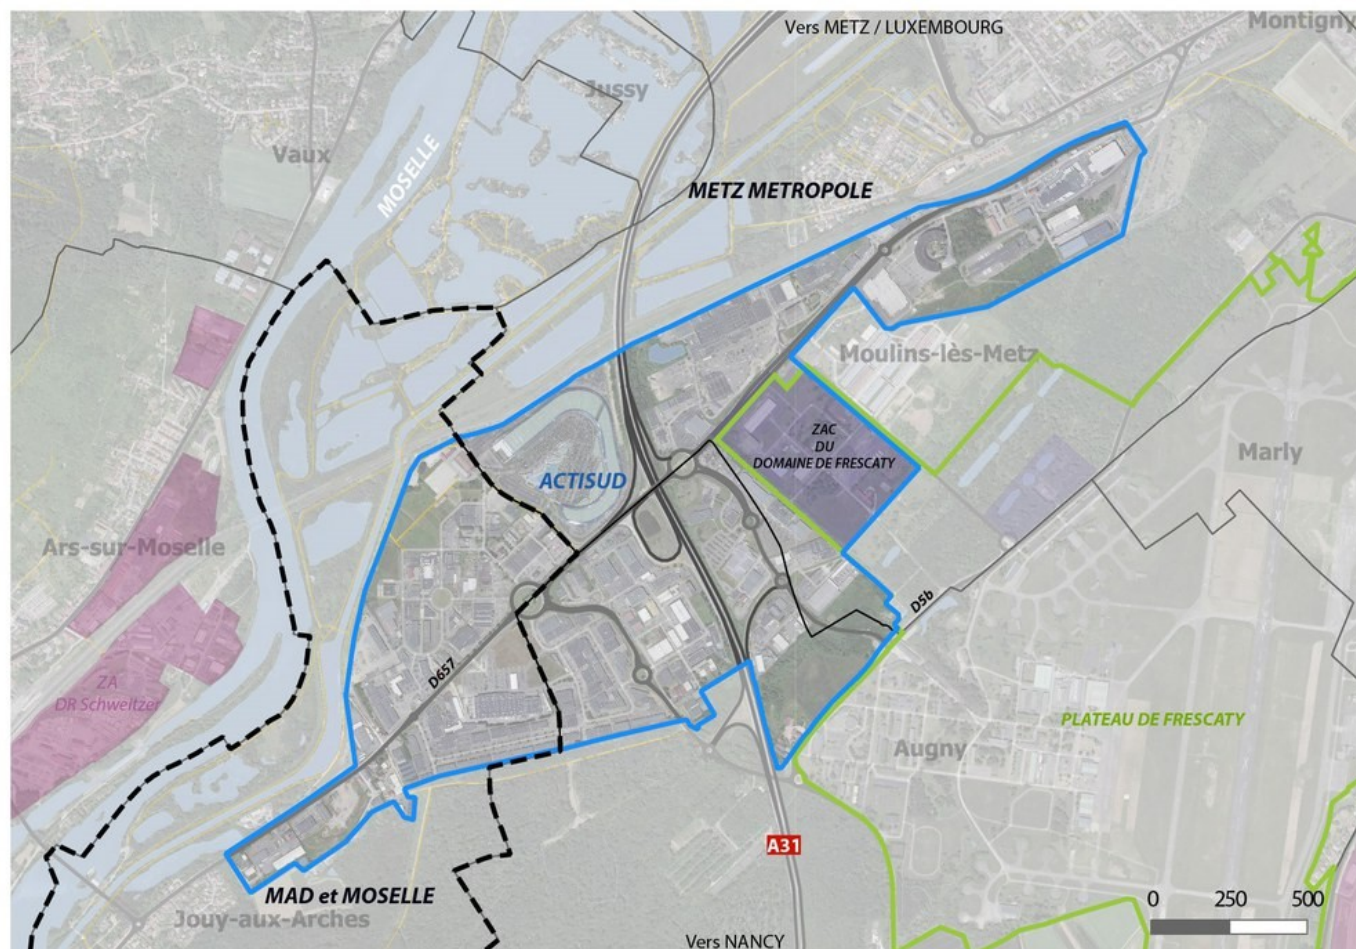 Vers METZ / LUXEMBOURG
Montigny
Jussy
Vaux
MOSELLE
METZ METROPOLE
Moulins-lès-Metz
ZAC
DU
DOMAINE DE FRESCATY
Marly
ACTISUD
Ars-sur-Moselle
D5b
D657
ZA
DR Schweitzer
PLATEAU DE FRESCATY
Augny
A31
MAD et MOSELLE
Jouy-aux-Arches
0 250 500
Vers NANCY